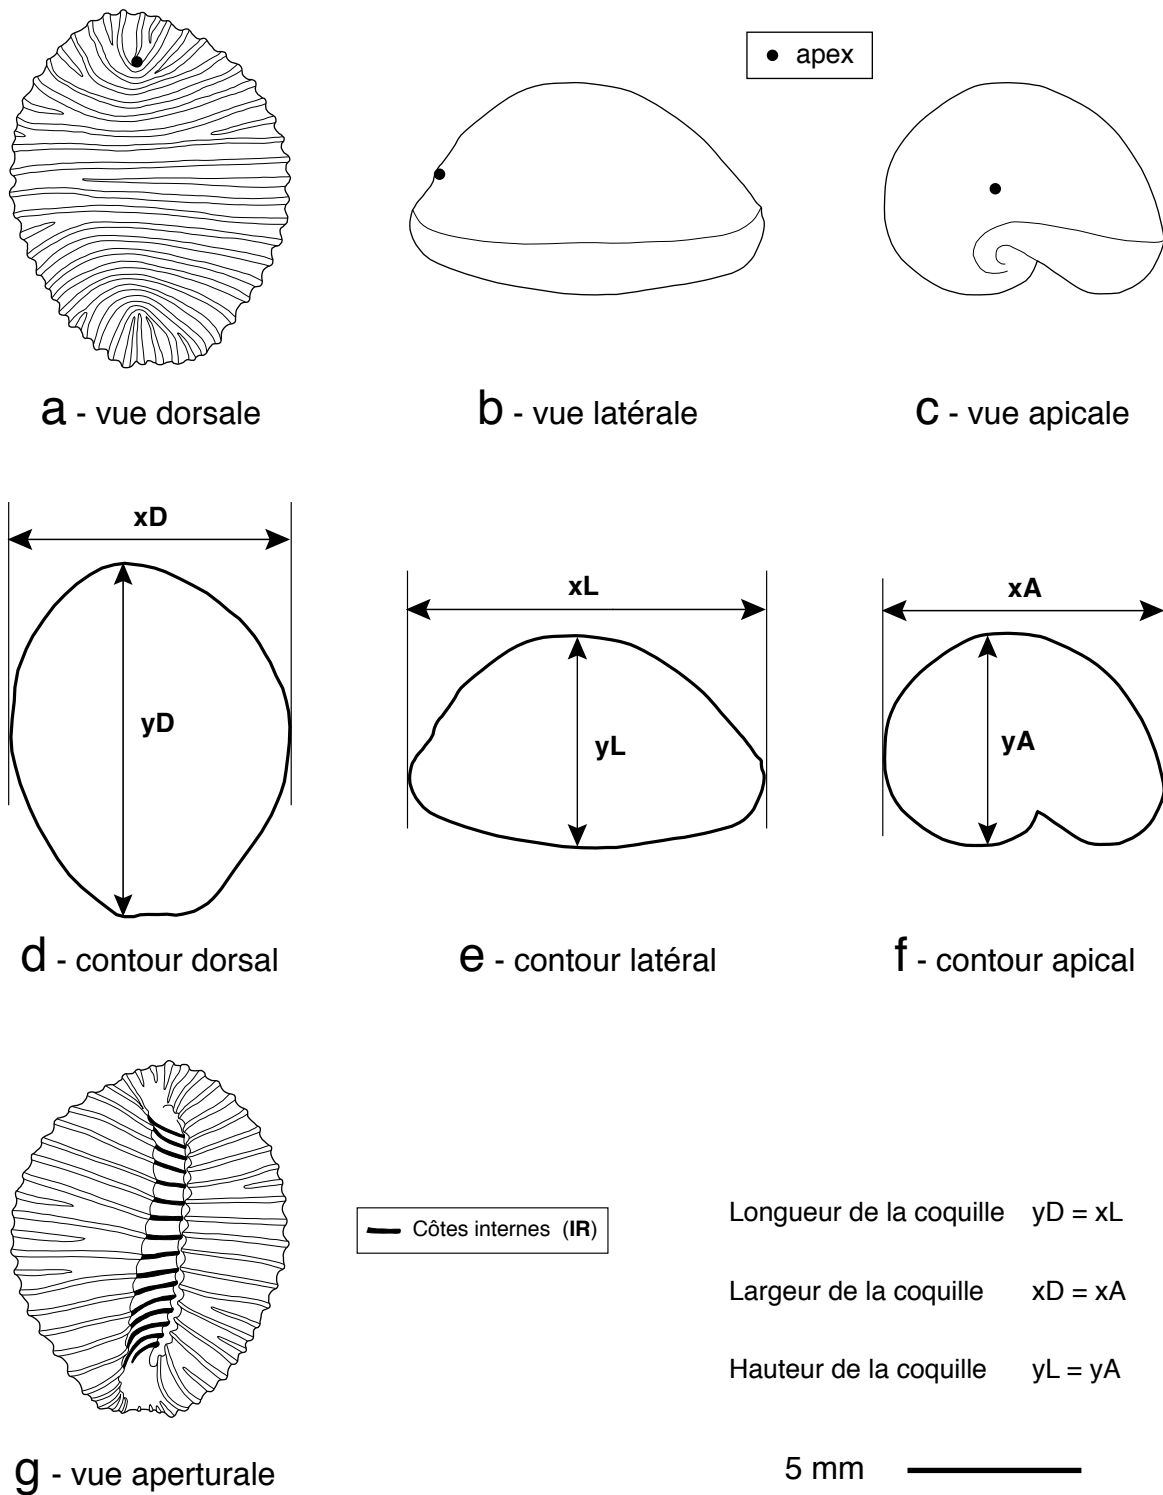 apex
a - vue dorsale
b - vue latérale
c - vue apicale
xD
yD
xL
yL
xA
yA
d - contour dorsal
e - contour latéral
f - contour apical
Côtes internes (IR)
Longueur de la coquille yD = xL
Largeur de la coquille xD = xA
Hauteur de la coquille yL = yA
g - vue aperturale
5 mm